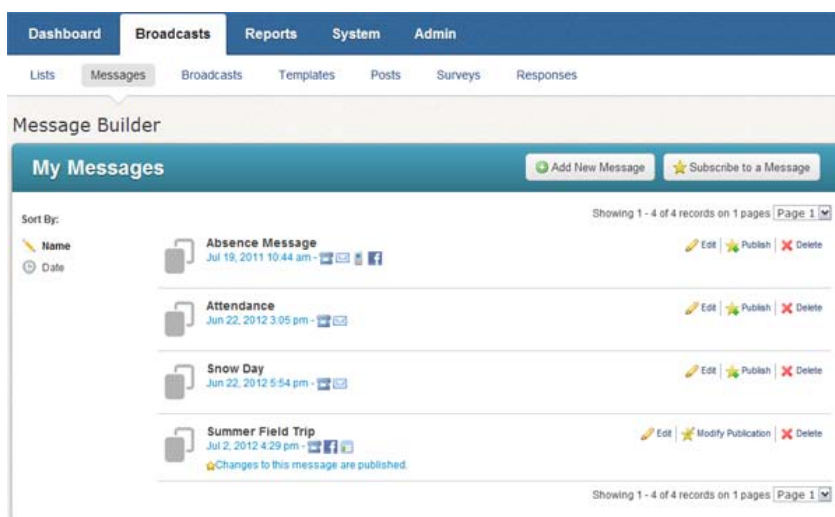 Dashboard Broadcasts Reports System Admin
Lists Messages Broadcasts Templates Posts Surveys Responses
Message Builder
My Messages Add New Message Subscribe to a Message
Showing 1 - 4 of 4 records on 1 pages Page 1
Sort By:
Name
Date
Absence Message
Jul 19, 2011 10:44 am -
Edit Publish Delete
Attendance
Jun 22, 2012 3:05 pm -
Edit Publish Delete
Snow Day
Jun 22, 2012 5:54 pm -
Edit Publish Delete
Summer Field Trip
Jul 2, 2012 4:29 pm -
Changes to this message are published.
Edit Modify Publication Delete
Showing 1 - 4 of 4 records on 1 pages Page 1